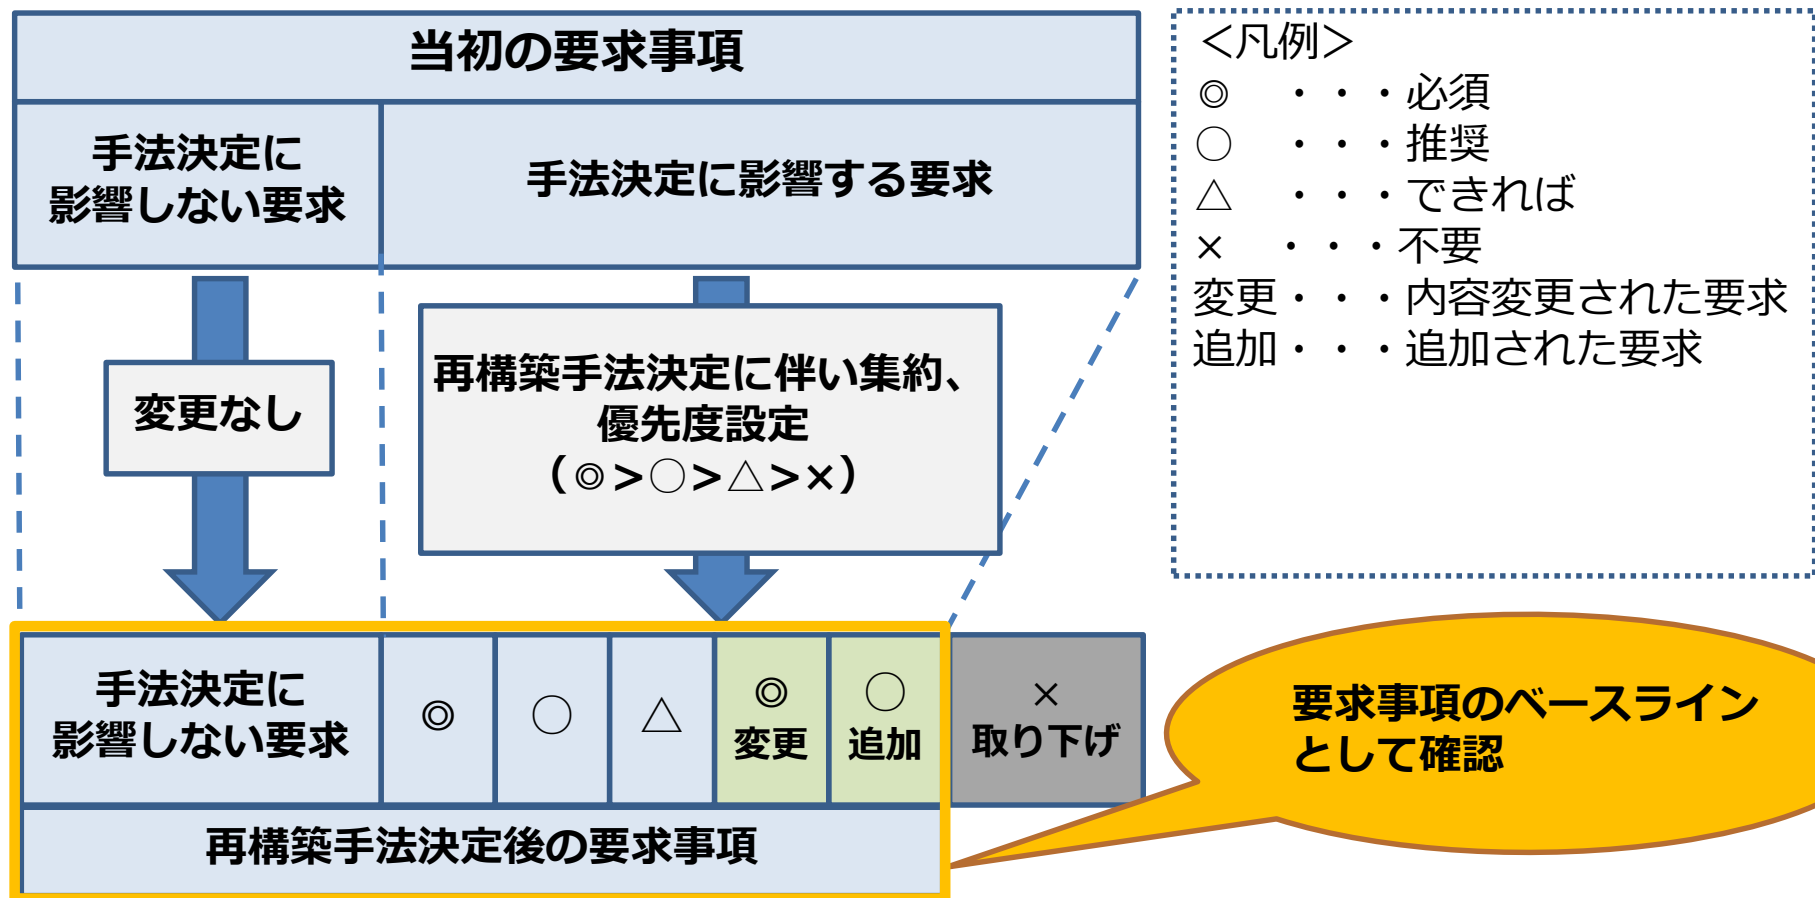 当初の要求事項
手法決定に
影響しない要求
手法決定に影響する要求
変更なし
再構築手法決定に伴い集約、
優先度設定
（◎>○>△>×）
手法決定に
影響しない要求
◎
○
△
◎
変更
○
追加
×
取り下げ
再構築手法決定後の要求事項
＜凡例＞
◎　・・・必須
○　・・・推奨
△　・・・できれば
×　・・・不要
変更・・・内容変更された要求
追加・・・追加された要求
要求事項のベースライン
として確認